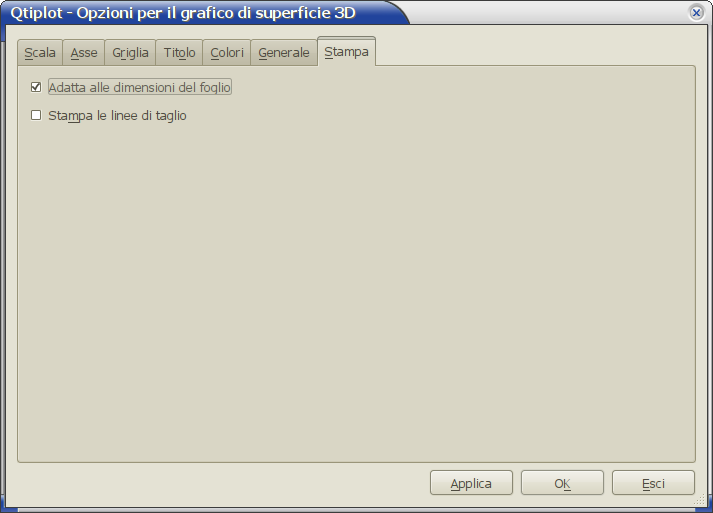 Qtiplot - Opzioni per il grafico di superficie 3D
Scala Asse Griglia Titolo Colori Generale Stampa
Adatta alle dimensioni del foglio
Stampa le linee di taglio
Applica OK Esci